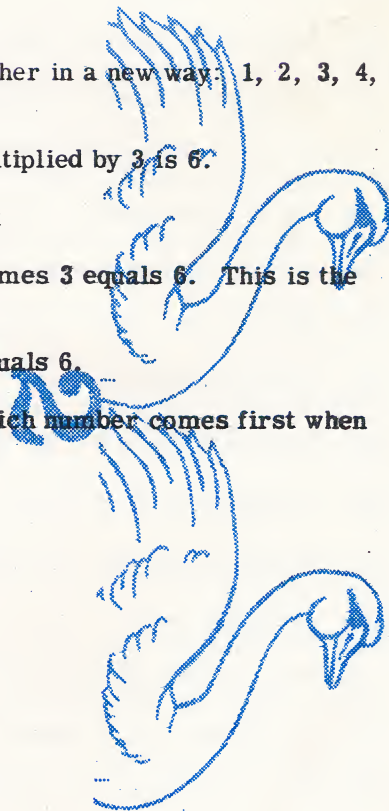 her in a new way: 1, 2, 3, 4,
tiplied by 3 is 6.
mes 3 equals 6. This is the
uals 6.
ich number comes first when